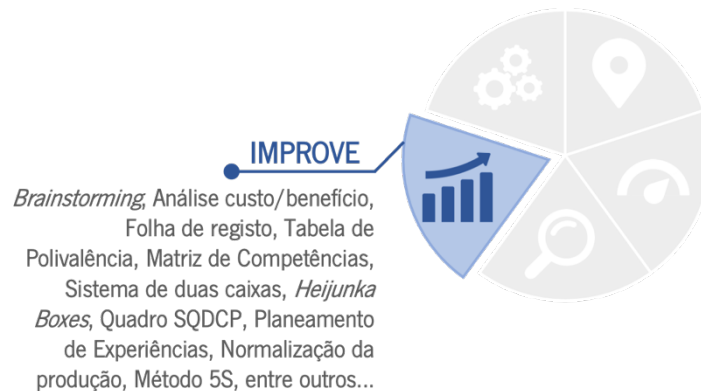 IMPROVE
Brainstorming, Análise custo/benefício,
Folha de registo, Tabela de
Polivalência, Matriz de Competências,
Sistema de duas caixas, Heijunka
Boxes, Quadro SQDCP, Planeamento
de Experiências, Normalização da
produção, Método 5S, entre outros...